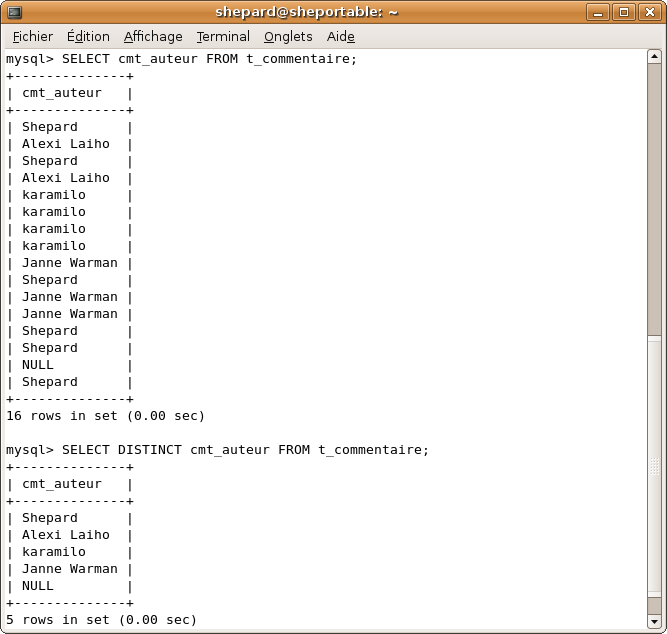 shepard@sheportable: ~
Fichier Édition Affichage Terminal Onglets Aide
mysql> SELECT cmt_auteur FROM t_commentaire;
+--------------+
| cmt_auteur   |
+--------------+
| Shepard      |
| Alexi Laiho  |
| Shepard      |
| Alexi Laiho  |
| karamilo     |
| karamilo     |
| karamilo     |
| karamilo     |
| Janne Warman |
| Shepard      |
| Janne Warman |
| Janne Warman |
| Shepard      |
| Shepard      |
| NULL         |
| Shepard      |
+--------------+
16 rows in set (0.00 sec)

mysql> SELECT DISTINCT cmt_auteur FROM t_commentaire;
+--------------+
| cmt_auteur   |
+--------------+
| Shepard      |
| Alexi Laiho  |
| karamilo     |
| Janne Warman |
| NULL         |
+--------------+
5 rows in set (0.00 sec)